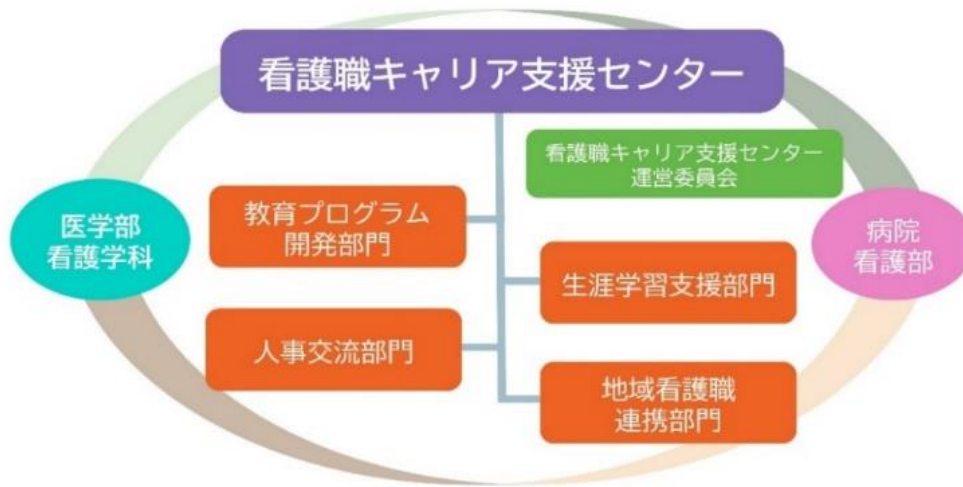 看護職キャリア支援センター
看護職キャリア支援センター
運営委員会
医学部
看護学科
教育プログラム
開発部門
病院
看護部
生涯学習支援部門
人事交流部門
地域看護職
連携部門